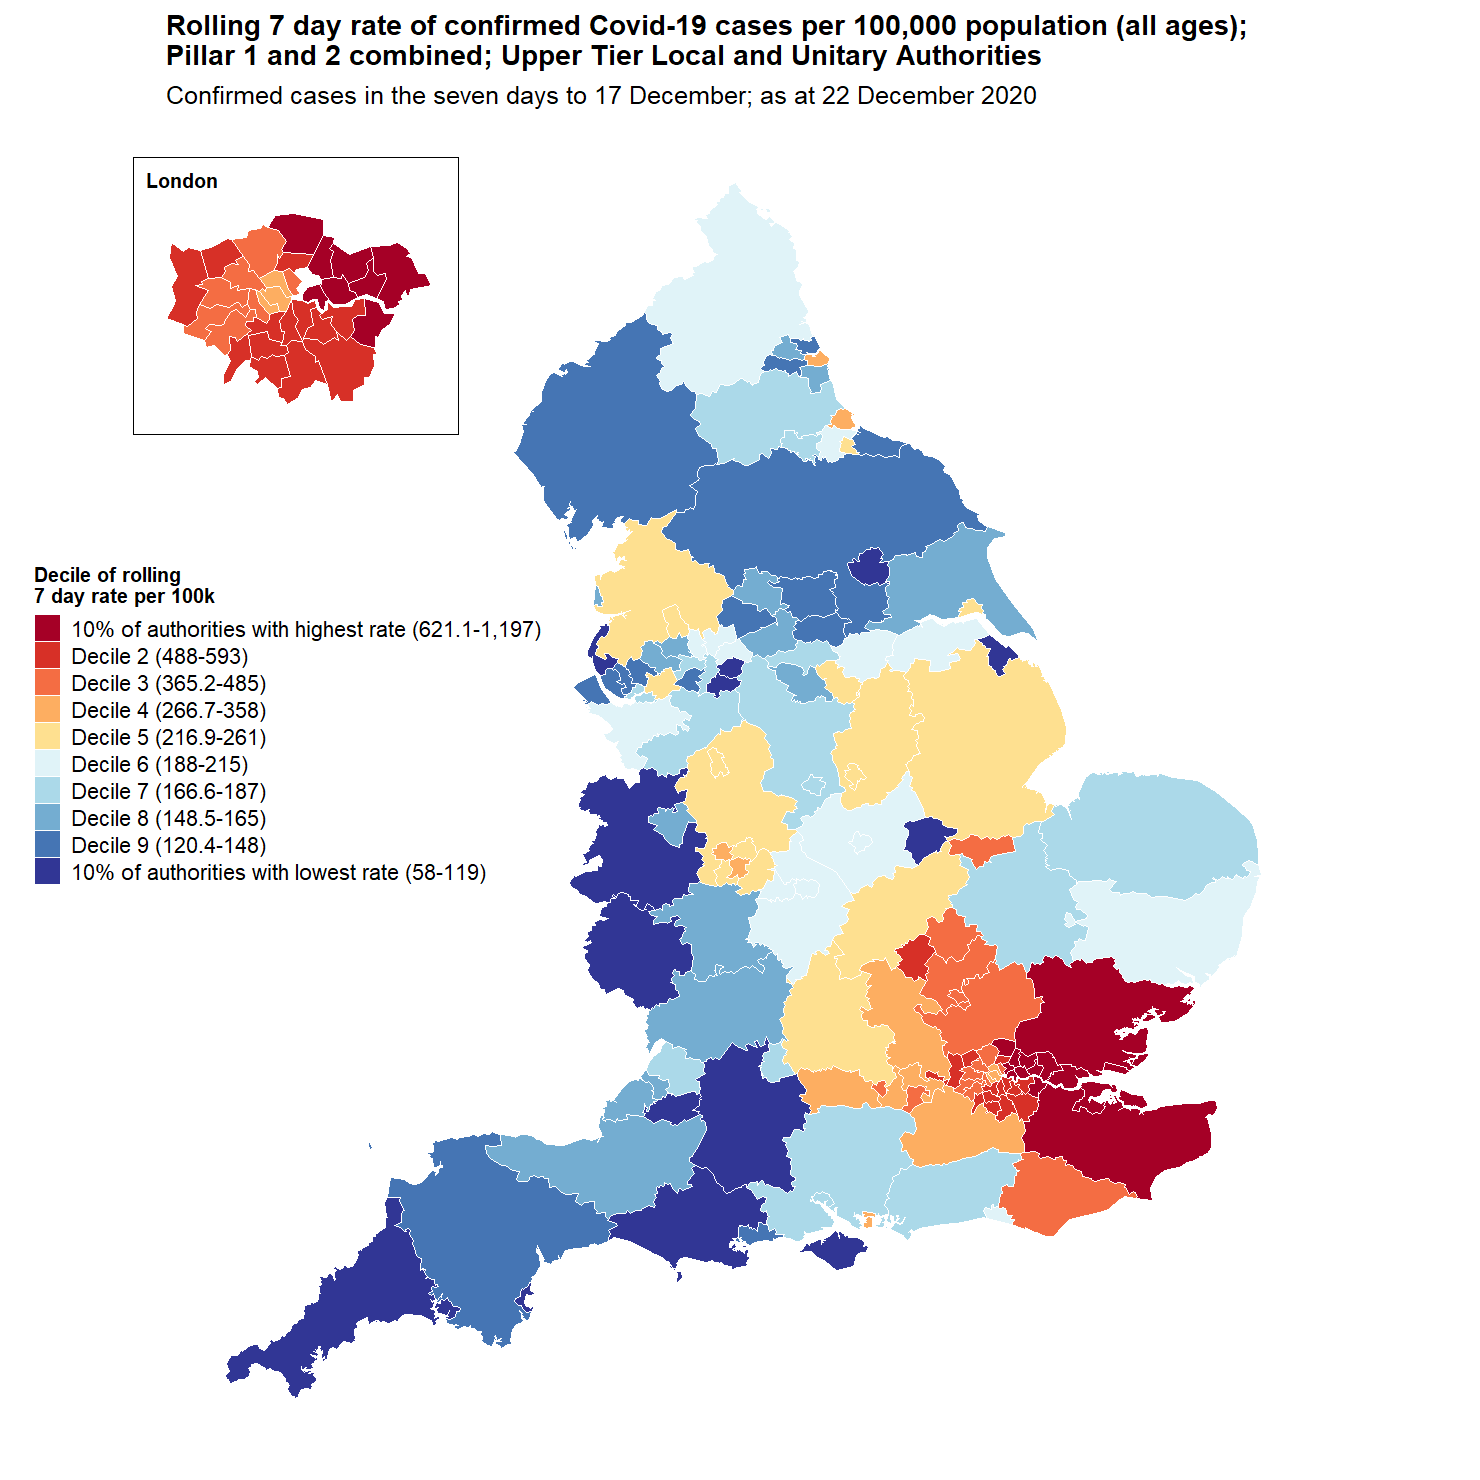 Rolling 7 day rate of confirmed Covid-19 cases per 100,000 population (all ages);
Pillar 1 and 2 combined; Upper Tier Local and Unitary Authorities
Confirmed cases in the seven days to 17 December; as at 22 December 2020
London
Decile of rolling
7 day rate per 100k
10% of authorities with highest rate (621.1-1,197)
Decile 2 (488-593)
Decile 3 (365.2-485)
Decile 4 (266.7-358)
Decile 5 (216.9-261)
Decile 6 (188-215)
Decile 7 (166.6-187)
Decile 8 (148.5-165)
Decile 9 (120.4-148)
10% of authorities with lowest rate (58-119)